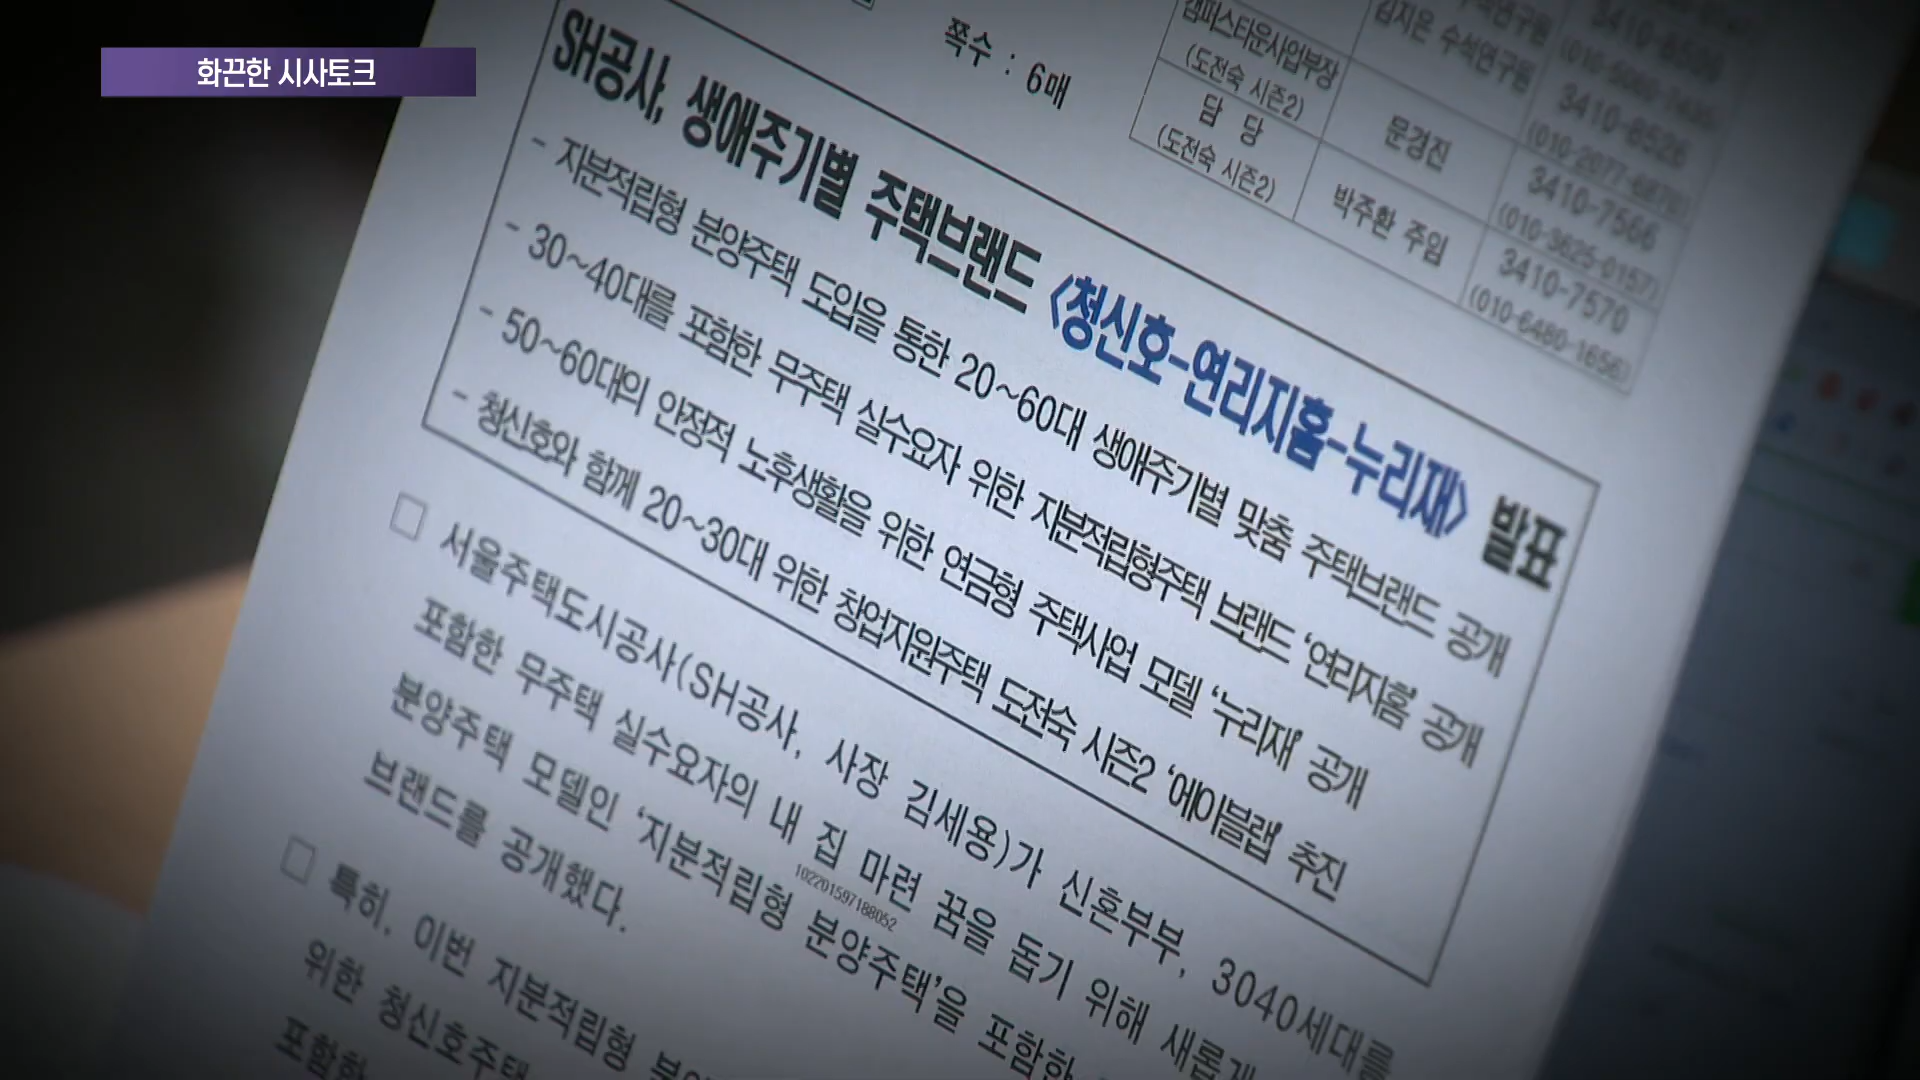 화끈한 시사토크
쪽수 : 6매
캠퍼스타운사업부장
(도전숙 시즌2)
김지은 수석연구원
3410-8526
담 당
(도전숙 시즌2)
문경진
3410-7566
(010-3625-0157)
박주환 주임
3410-7570
(010-6480-1656)
SH공사, 생애주기별 주택브랜드 <청신호-연리지홈-누리재> 발표
- 지분적립형 분양주택 도입을 통한 20~60대 생애주기별 맞춤 주택브랜드 공개
- 30~40대를 포함한 무주택 실수요자 위한 지분적립형주택 브랜드 ‘연리지홈’ 공개
- 50~60대의 안정적 노후생활을 위한 연금형 주택사업 모델 ‘누리재’ 공개
- 청신호와 함께 20~30대 위한 창업지원주택 도전숙 시즌2 ‘에이블랩’ 추진
□ 서울주택도시공사(SH공사, 사장 김세용)가 신혼부부, 3040세대를
포함한 무주택 실수요자의 내 집 마련 꿈을 돕기 위해 새롭게
분양주택 모델인 ‘지분적립형 분양주택’을 포함한
브랜드를 공개했다.
102201597188052
□ 특히, 이번 지분적립형
위한 청신호주택
포함한